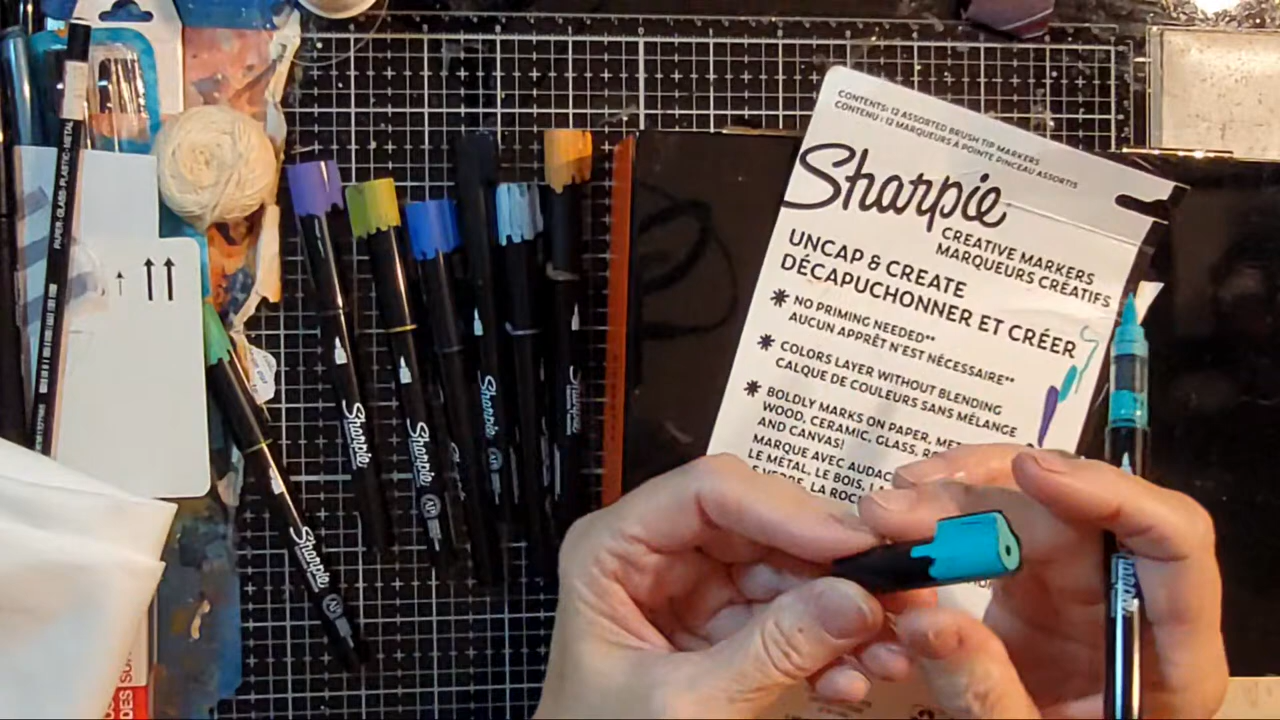 CONTENTS: 12 ASSORTED BRUSH TIP MARKERS
CONTENU : 12 MARQUEURS À POINTE PINCEAU ASSORTIS
Sharpie
CREATIVE MARKERS
MARQUEURS CRÉATIFS
UNCAP & CREATE
DÉCAPUCHONNER ET CRÉER
NO PRIMING NEEDED**
AUCUN APPRÊT N'EST NÉCESSAIRE**
COLORS LAYER WITHOUT BLENDING
CALQUE DE COULEURS SANS MÉLANGE
BOLDLY MARKS ON PAPER,
WOOD, CERAMIC, GLASS,
AND CANVAS!
MARQUE AVEC
LE MÉTAL, LE BOIS,
LA
PAPER-GLASS-PLASTIC-METAL
Sharpie
Sharpie
Sharpie
Sharpie
Sharpie
Sharpie
AP
AP